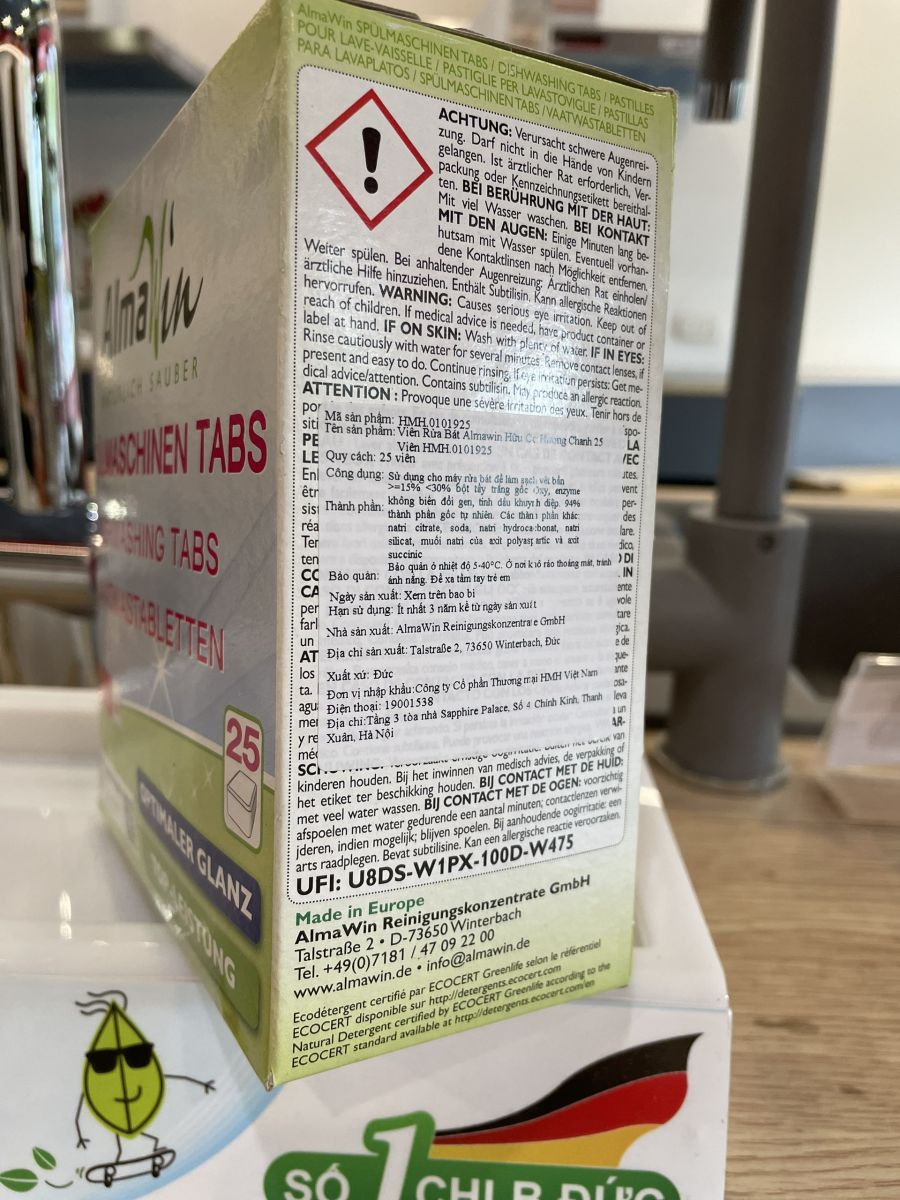 AlmaWin SPÜLMASCHINEN TABS / DISHWASHING TABS / PASTILLES
POUR LAVE-VAISSELLE / PASTIGLIE PER LAVASTOVIGLIE / PASTILLAS
PARA LAVAPLATOS / SPÜLMASCHINEN TABS / VAATWASTABLETTEN
ACHTUNG: Verursacht schwere Augenrei-
zung. Darf nicht in die Hände von Kindern
gelangen. Ist ärztlicher Rat erforderlich, Ver-
packung oder Kennzeichnungsetikett bereithal-
ten. BEI BERÜHRUNG MIT DER HAUT:
Mit viel Wasser waschen. BEI KONTAKT
MIT DEN AUGEN: Einige Minuten lang be-
hutsam mit Wasser spülen. Eventuell vorhan-
dene Kontaktlinsen nach Möglichkeit entfernen.
Weiter spülen. Bei anhaltender Augenreizung: Ärztlichen Rat einholen/
ärztliche Hilfe hinzuziehen. Enthält Subtilisin. Kann allergische Reaktionen
hervorrufen. WARNING: Causes serious eye irritation. Keep out of
reach of children. If medical advice is needed, have product container or
label at hand. IF ON SKIN: Wash with plenty of water. IF IN EYES:
Rinse cautiously with water for several minutes. Remove contact lenses, if
present and easy to do. Continue rinsing. If eye irritation persists: Get me-
dical advice/attention. Contains subtilisin. May produce an allergic reaction.
ATTENTION : Provoque une sévère irritation des yeux. Tenir hors de
Mã sản phẩm: HMH.0101925
Tên sản phẩm: Viên Rửa Bát Almawin Hữu Cơ Hương Chanh 25
Viên HMH.0101925
Quy cách: 25 viên
Công dụng: Sử dụng cho máy rửa bát để làm sạch vết bẩn
>=15% <30% bột tẩy trắng gốc Oxy, enzyme
Thành phần: không biến đổi gen, tinh dầu khuynh diệp. 94%
thành phần gốc tự nhiên. Các thành phần khác:
natri citrate, soda, natri hydrocacbonat, natri
silicat, muối natri của axit polyaspartic và axit
succinic
Bảo quản: Bảo quản ở nhiệt độ 5-40°C. Ở nơi khô ráo thoáng mát, tránh
ánh nắng. Để xa tầm tay trẻ em
Ngày sản xuất: Xem trên bao bì
Hạn sử dụng: Ít nhất 3 năm kể từ ngày sản xuất
Nhà sản xuất: AlmaWin Reinigungskonzentrate GmbH
Địa chỉ sản xuất: Talstraße 2, 73650 Winterbach, Đức
Xuất xứ: Đức
Đơn vị nhập khẩu: Công ty Cổ phần Thương mại HMH Việt Nam
Điện thoại: 19001538
Địa chỉ: Tầng 3 tòa nhà Sapphire Palace, Số 4 Chính Kinh, Thanh
Xuân, Hà Nội
kinderen houden. Bij het inwinnen van medisch advies, de verpakking of
het etiket ter beschikking houden. BIJ CONTACT MET DE HUID:
met veel water wassen. BIJ CONTACT MET DE OGEN: voorzichtig
afspoelen met water gedurende een aantal minuten; contactlenzen verwi-
jderen, indien mogelijk; blijven spoelen. Bij aanhoudende oogirritatie: een
arts raadplegen. Bevat subtilisine. Kan een allergische reactie veroorzaken.
UFI: U8DS-W1PX-100D-W475
Made in Europe
AlmaWin Reinigungskonzentrate GmbH
Talstraße 2 • D-73650 Winterbach
Tel. +49(0)7181 / 47 09 22 00
www.almawin.de • info@almawin.de
Ecodétergent certifié par ECOCERT Greenlife selon le référentiel
ECOCERT disponible sur http://detergents.ecocert.com
Natural Detergent certified by ECOCERT Greenlife according to the
ECOCERT standard available at http://detergents.ecocert.com/en
AlmaWin
SAUBER
MASCHINEN TABS
TABS
25
OPTIMALER GLANZ
SỐ 1 CHLB ĐỨC